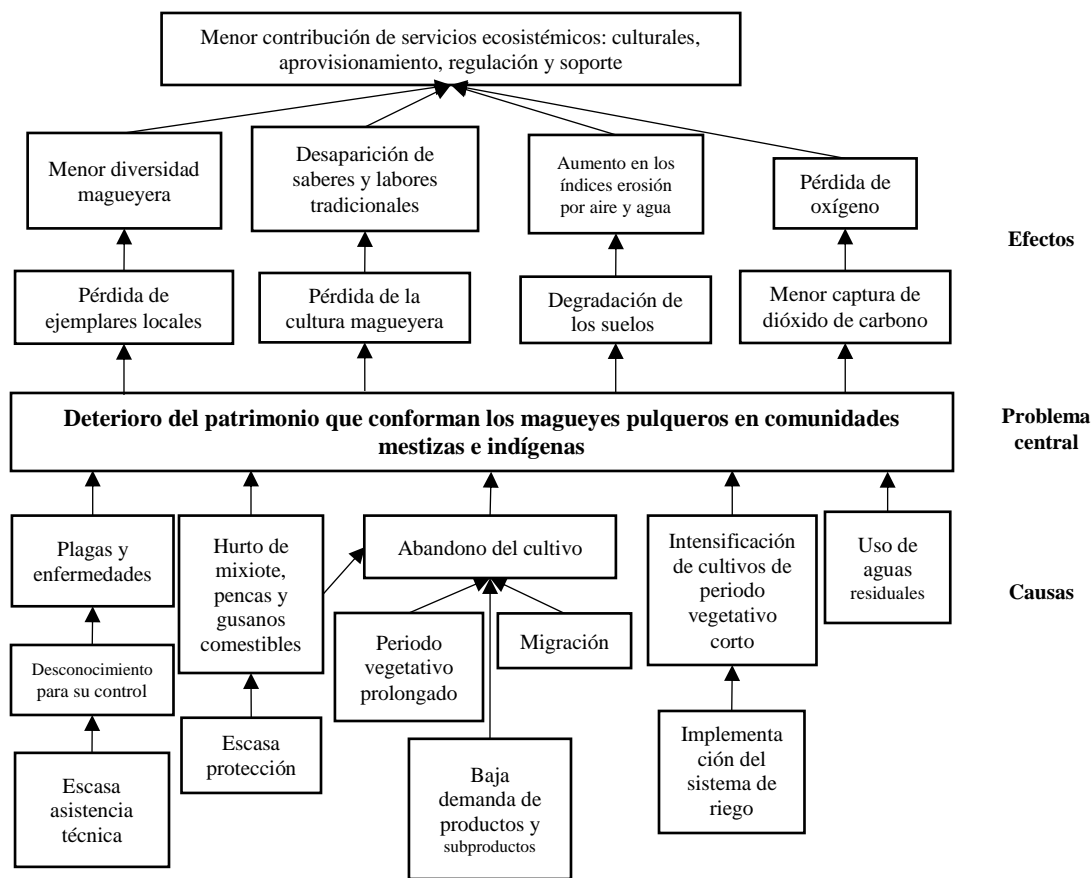 Menor contribución de servicios ecosistémicos: culturales,
aprovisionamiento, regulación y soporte
Menor diversidad
magueyera
Desaparición de
saberes y labores
tradicionales
Aumento en los
índices erosión
por aire y agua
Pérdida de
oxígeno
Efectos
Pérdida de
ejemplares locales
Pérdida de la
cultura magueyera
Degradación de
los suelos
Menor captura de
dióxido de carbono
Deterioro del patrimonio que conforman los magueyes pulqueros en comunidades
mestizas e indígenas
Problema
central
Plagas y
enfermedades
Hurto de
mixiote,
pencas y
gusanos
comestibles
Abandono del cultivo
Intensificación
de cultivos de
periodo
vegetativo
corto
Uso de
aguas
residuales
Causas
Desconocimiento
para su control
Periodo
vegetativo
prolongado
Migración
Escasa
asistencia
técnica
Escasa
protección
Baja
demanda de
productos y
subproductos
Implementa
ción del
sistema de
riego